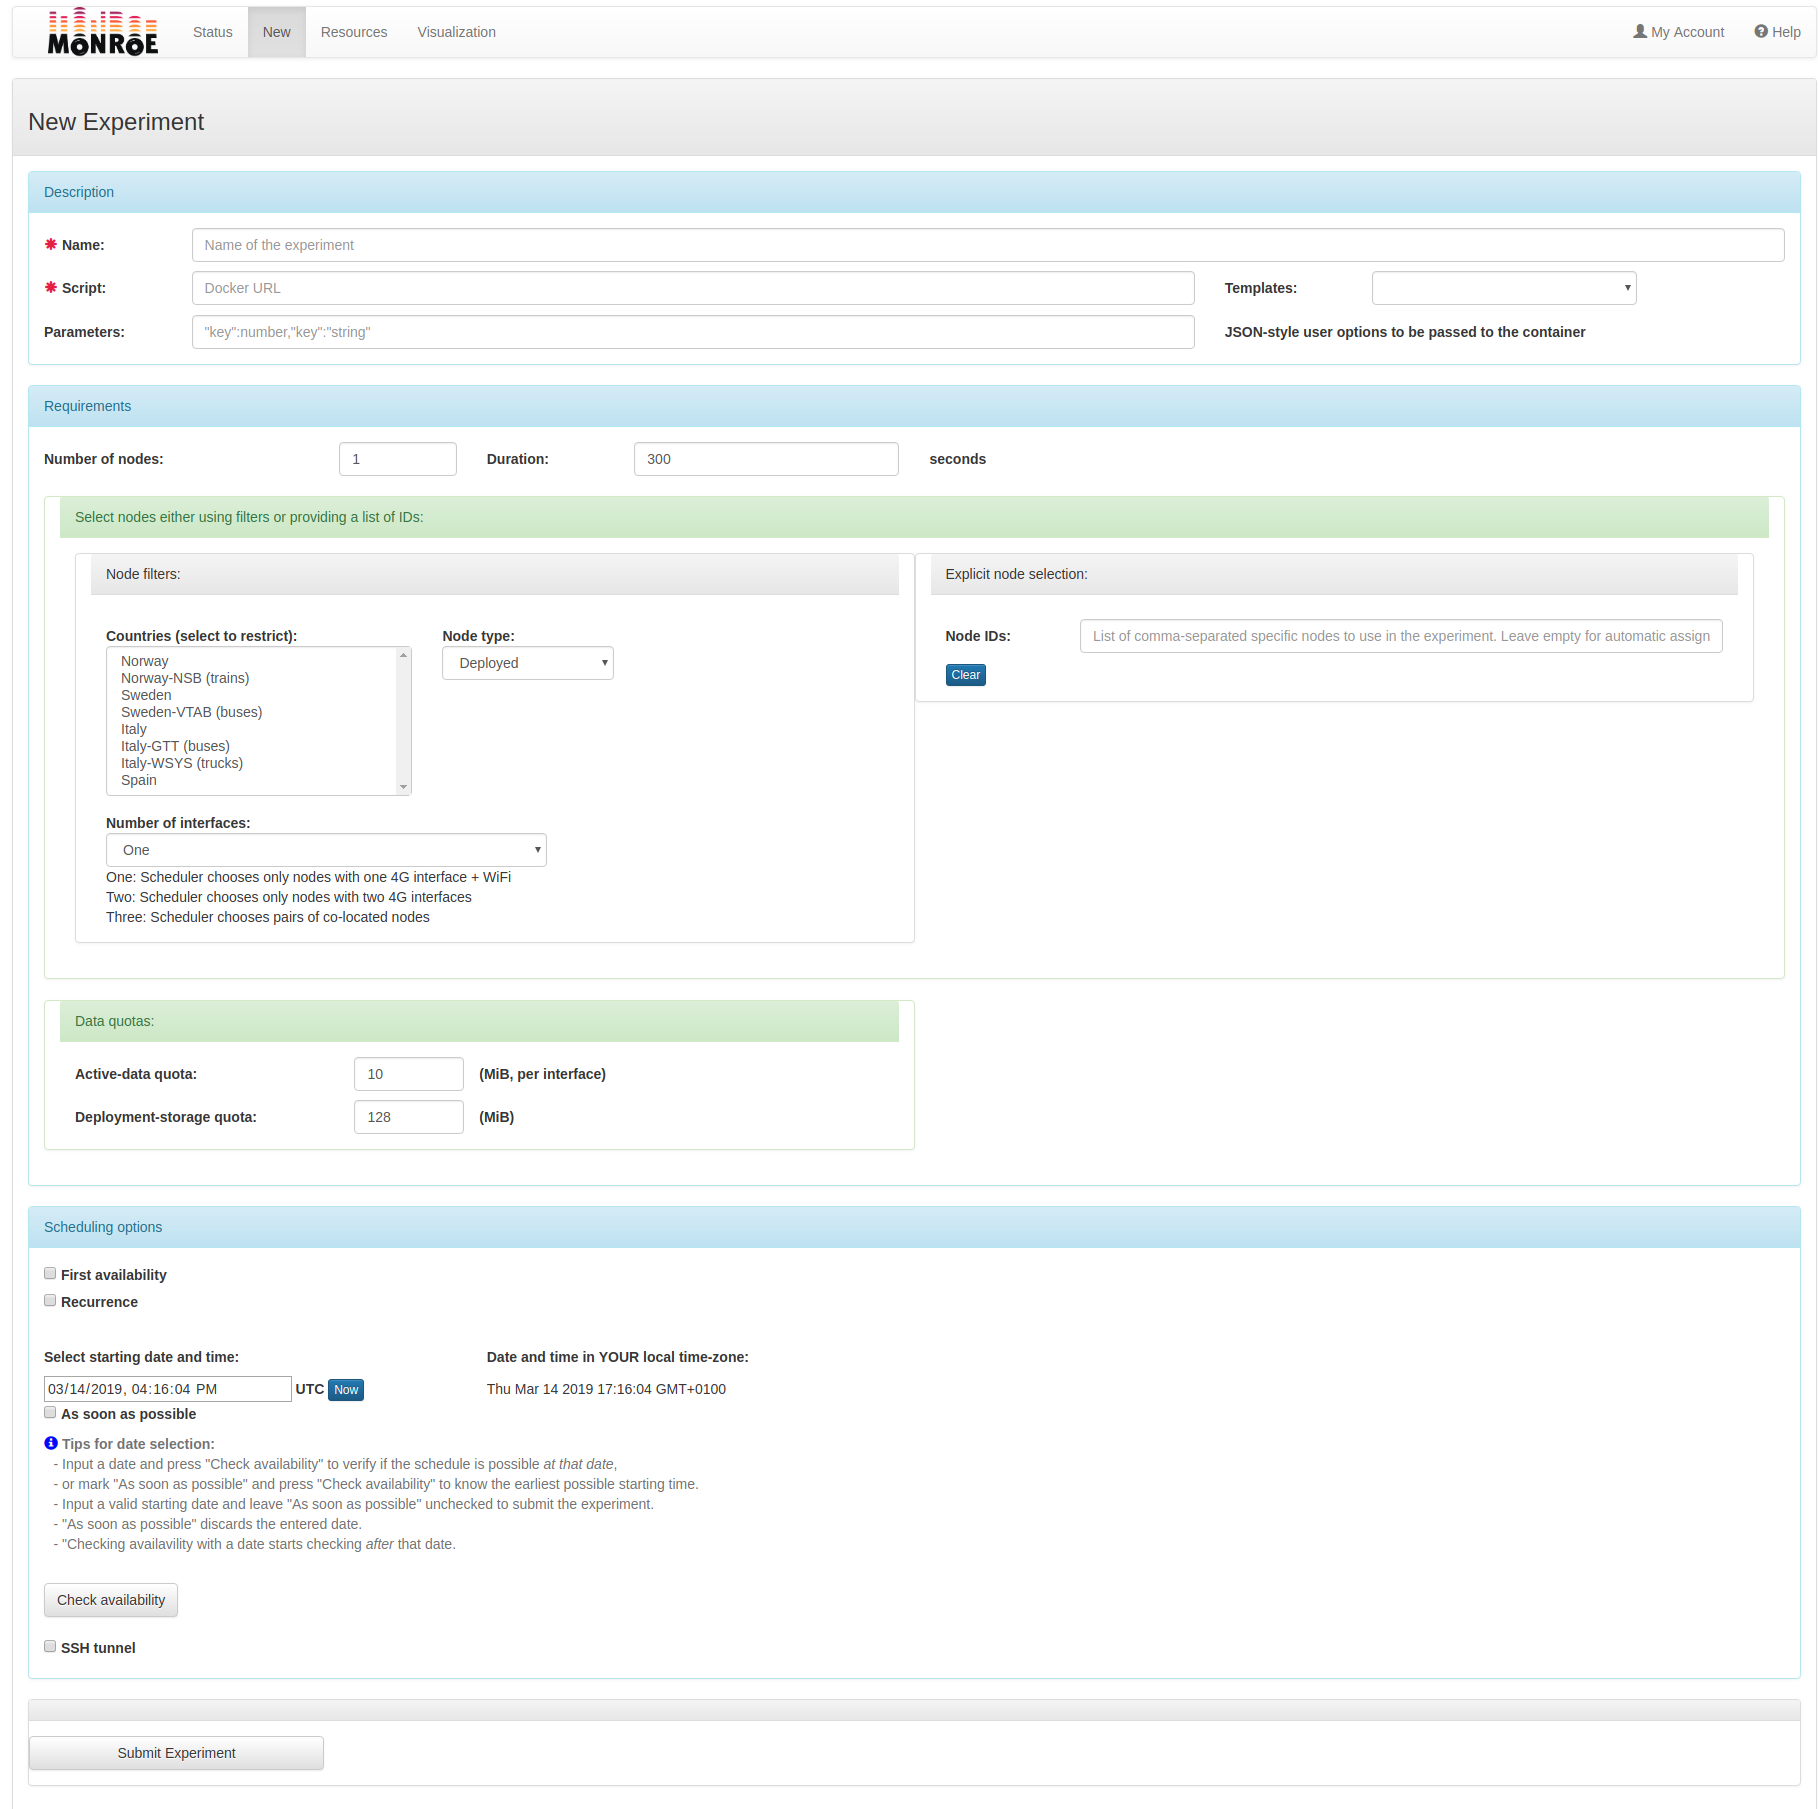 MONROE
Status New Resources Visualization My Account Help
New Experiment
Description
Name: Name of the experiment
Script: Docker URL Templates:
Parameters: "key":number,"key":"string" JSON-style user options to be passed to the container
Requirements
Number of nodes: 1 Duration: 300 seconds
Select nodes either using filters or providing a list of IDs:
Node filters:
Countries (select to restrict): Node type:
Norway
Norway-NSB (trains)
Sweden
Sweden-VTAB (buses)
Italy
Italy-GTT (buses)
Italy-WSYS (trucks)
Spain
Deployed
Number of interfaces:
One
One: Scheduler chooses only nodes with one 4G interface + WiFi
Two: Scheduler chooses only nodes with two 4G interfaces
Three: Scheduler chooses pairs of co-located nodes
Explicit node selection:
Node IDs: List of comma-separated specific nodes to use in the experiment. Leave empty for automatic assign
Clear
Data quotas:
Active-data quota: 10 (MiB, per interface)
Deployment-storage quota: 128 (MiB)
Scheduling options
First availability
Recurrence
Select starting date and time: Date and time in YOUR local time-zone:
03/14/2019, 04:16:04 PM UTC Now Thu Mar 14 2019 17:16:04 GMT+0100
As soon as possible
Tips for date selection:
- Input a date and press "Check availability" to verify if the schedule is possible at that date,
- or mark "As soon as possible" and press "Check availability" to know the earliest possible starting time.
- Input a valid starting date and leave "As soon as possible" unchecked to submit the experiment.
- "As soon as possible" discards the entered date.
- "Checking availavility with a date starts checking after that date.
Check availability
SSH tunnel
Submit Experiment